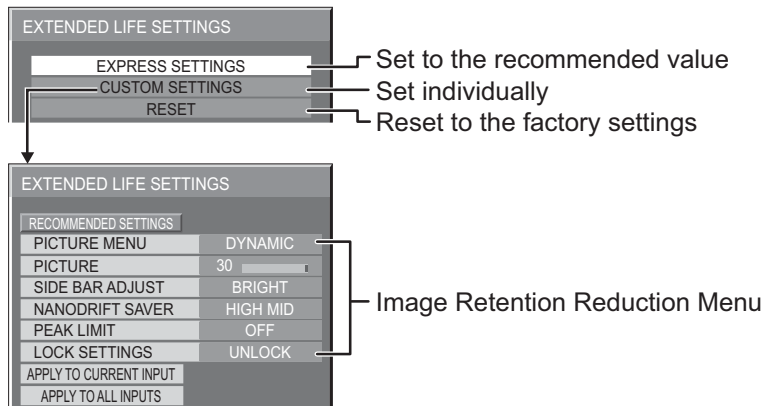 EXTENDED LIFE SETTINGS
EXPRESS SETTINGS
Set to the recommended value
CUSTOM SETTINGS
Set individually
RESET
Reset to the factory settings
EXTENDED LIFE SETTINGS
RECOMMENDED SETTINGS
PICTURE MENU DYNAMIC
PICTURE 30
SIDE BAR ADJUST BRIGHT
NANODRIFT SAVER HIGH MID
Image Retention Reduction Menu
PEAK LIMIT OFF
LOCK SETTINGS UNLOCK
APPLY TO CURRENT INPUT
APPLY TO ALL INPUTS